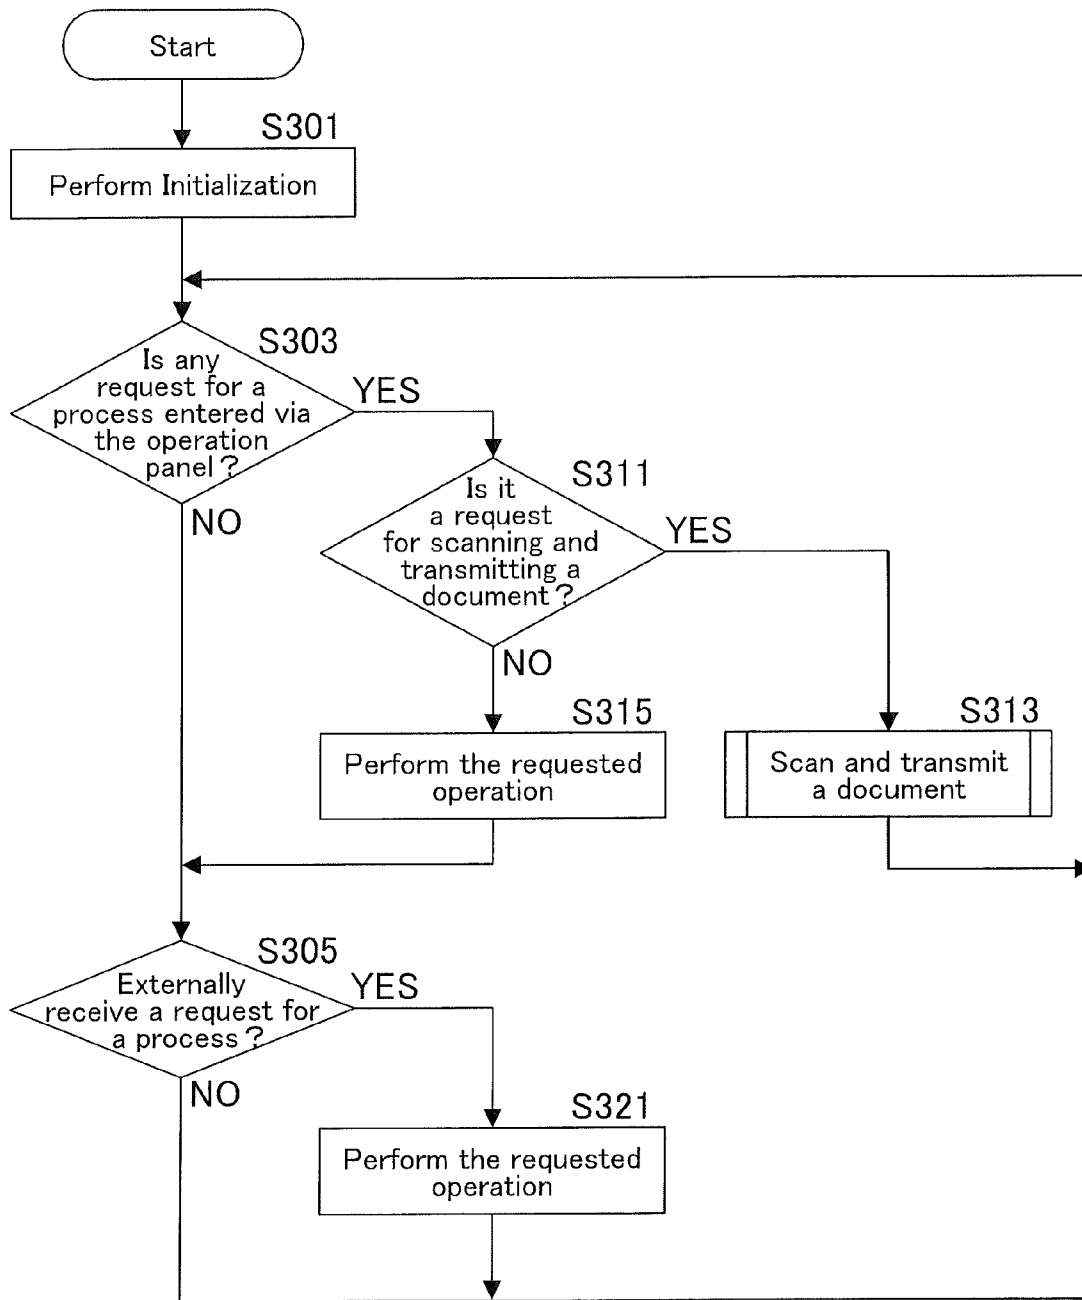 Start
S301
Perform Initialization
S303
Is any
request for a
process entered via
the operation
panel?
YES
NO
S311
Is it
a request
for scanning and
transmitting a
document?
YES
NO
S315
Perform the requested
operation
S313
Scan and transmit
a document
S305
Externally
receive a request for
a process?
YES
NO
S321
Perform the requested
operation